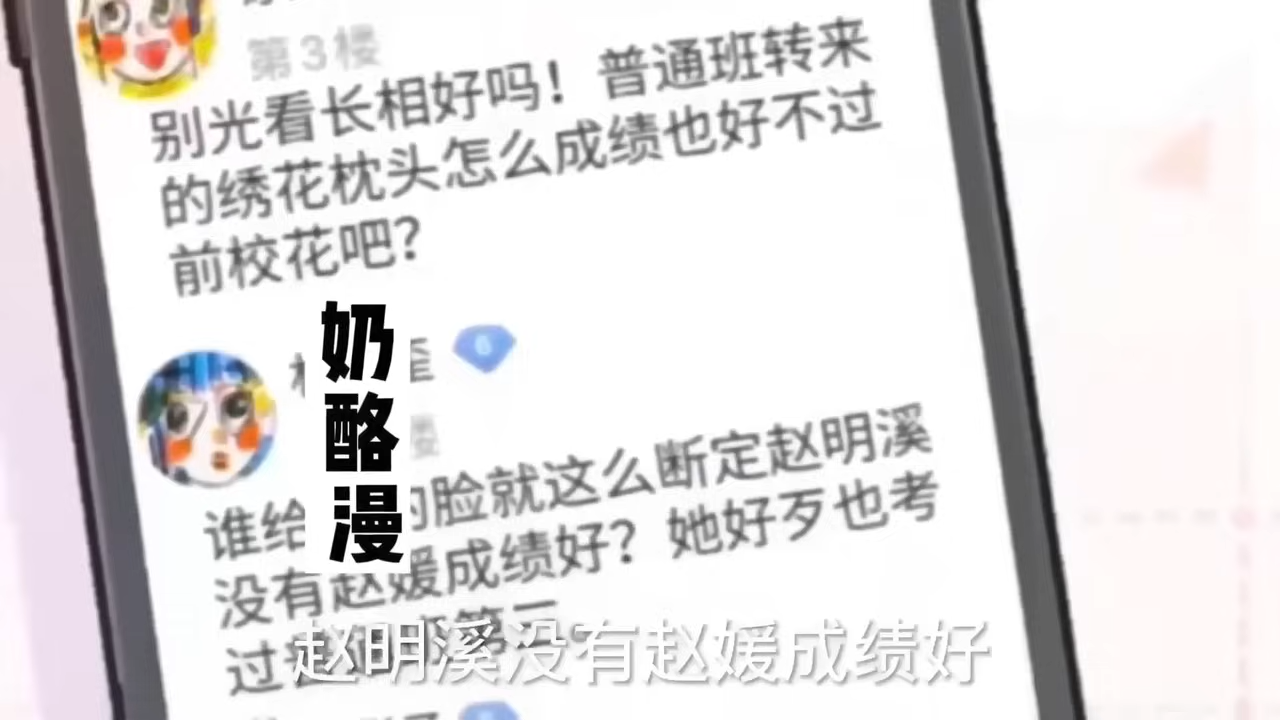 第3楼
别光看长相好吗！普通班转来
的绣花枕头怎么成绩也好不过
前校花吧？
6
奶
酪
漫
谁给 的脸就这么断定赵明溪
没有赵媛成绩好？她好歹也考
过
赵明溪没有赵媛成绩好